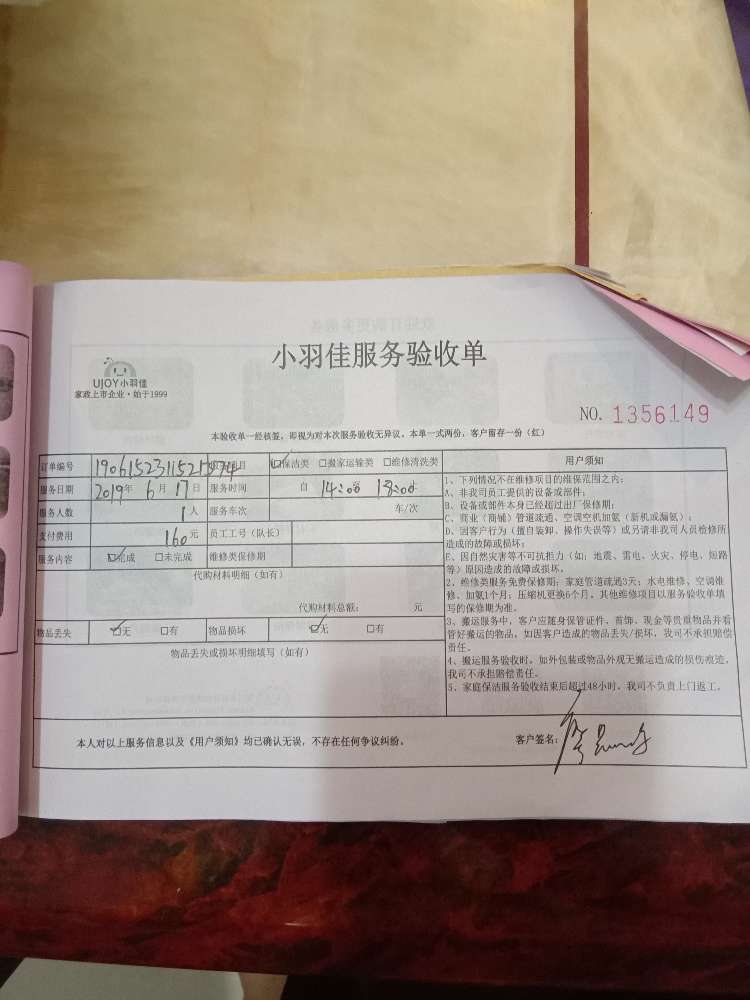 小羽佳服务验收单
UJOY小羽佳
家政上市企业·始于1999
NO. 1356149
本验收单一经核签，即视为对本次服务验收无异议。本单一式两份，客户留存一份（红）
订单编号 项目 ☑保洁类 □搬家运输类 □维修清洗类
服务日期 2019年 6月 17日 服务时间 自 14:00 18:00
服务人数 1人 服务车次 车/次
支付费用 160元 员工工号（队长）
服务内容 ☑完成 □未完成 维修类保修期
代购材料明细（如有）
代购材料总额： 元
物品丢失 ☑无 □有 物品损坏 ☑无 □有
物品丢失或损坏明细填写（如有）
用户须知
1、下列情况不在维修项目的维保范围之内：
A、非我司员工提供的设备或部件；
B、设备或部件本身已经超过出厂保修期；
C、商业（商铺）管道疏通、空调空机加氨（新机或漏氨）；
D、因客户行为（擅自装卸、操作失误等）或另请非我司人员检修所
造成的故障或损坏；
E、因自然灾害等不可抗力（如：地震、雷电、火灾、停电、短路
等）原因造成的故障或损坏。
2、维修类服务免费保修期：家庭管道疏通3天；水电维修、空调维
修、加氨1个月；压缩机更换6个月。其他维修项目以服务验收单填
写的保修期为准。
3、搬运服务中，客户应随身保管证件、首饰、现金等贵重物品并看
管好搬运的物品，如因客户造成的物品丢失/损坏，我司不承担赔偿
责任。
4、搬运服务验收时，如外包装或物品外观无搬运造成的损伤痕迹，
我司不承担赔偿责任。
5、家庭保洁服务验收结束后超过48小时，我司不负责上门返工。
本人对以上服务信息以及《用户须知》均已确认无误，不存在任何争议纠纷。
客户签名：